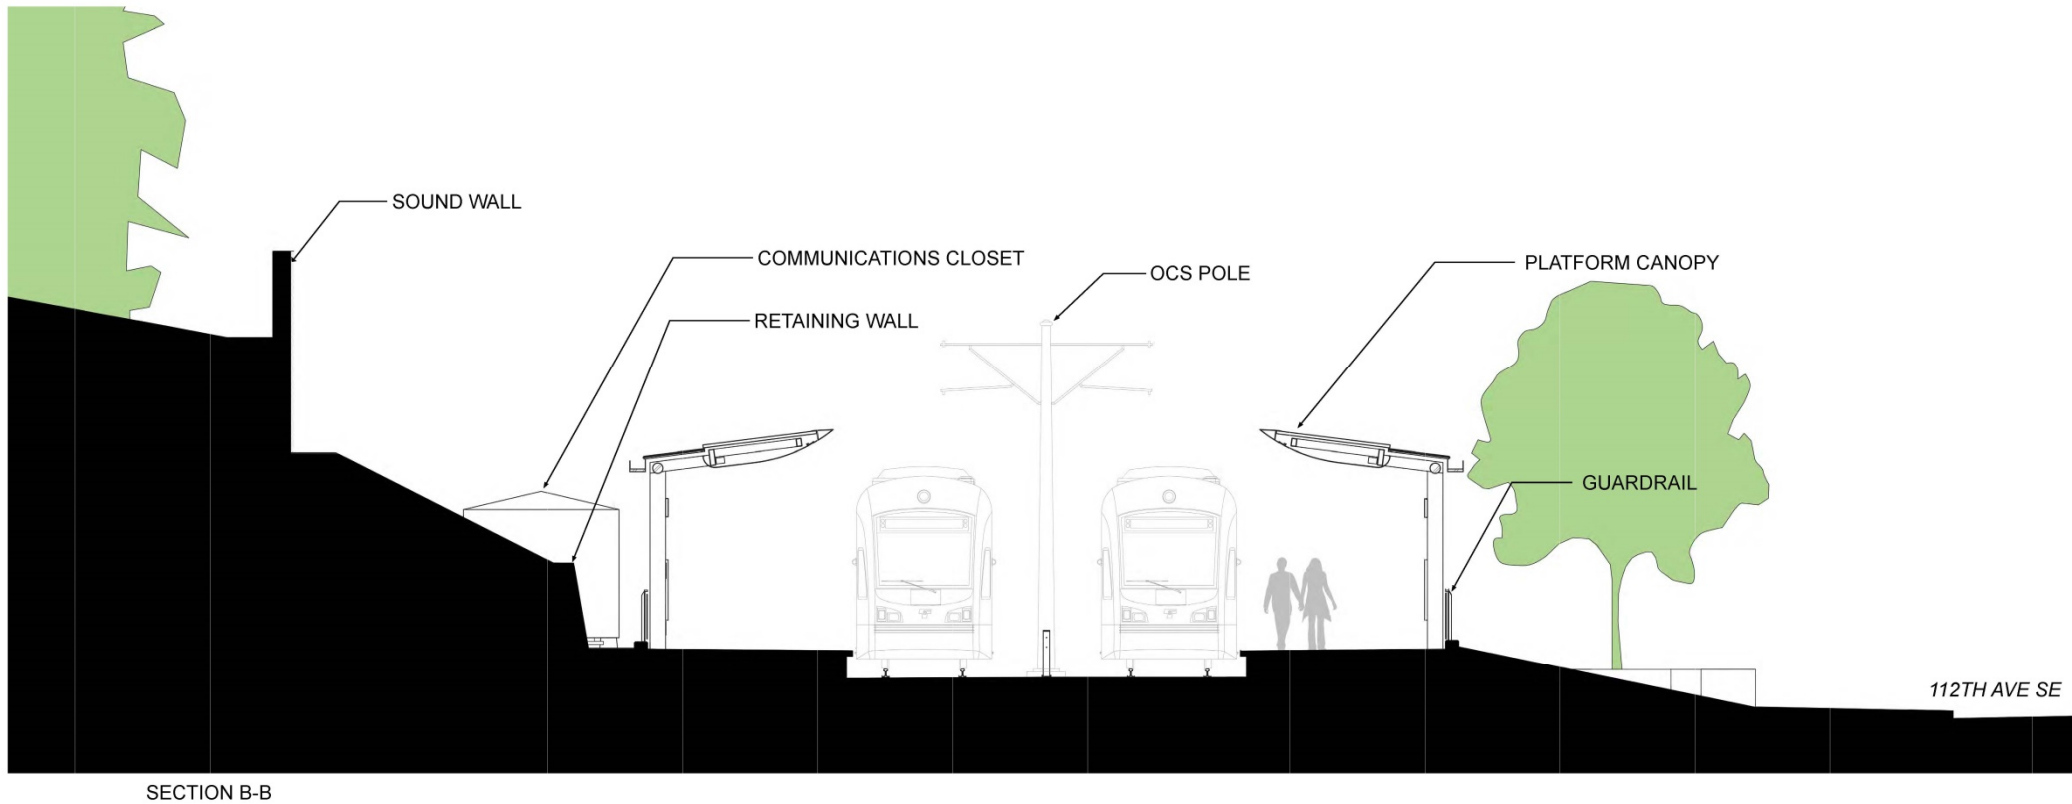 SOUND WALL
COMMUNICATIONS CLOSET
OCS POLE
PLATFORM CANOPY
RETAINING WALL
GUARDRAIL
112TH AVE SE
SECTION B-B